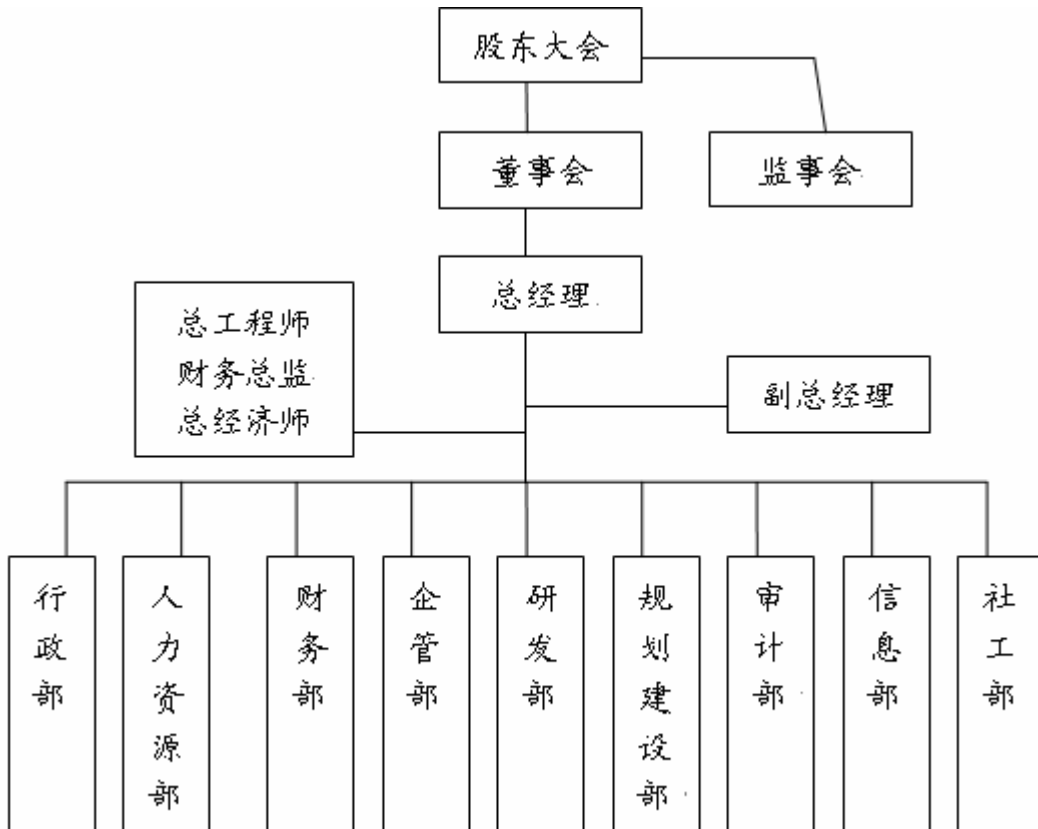 股东大会
董事会
监事会
总经理
总工程师
财务总监
总经济师
副总经理
行政部
人力资源部
财务部
企管部
研发部
规划建设部
审计部
信息部
社工部